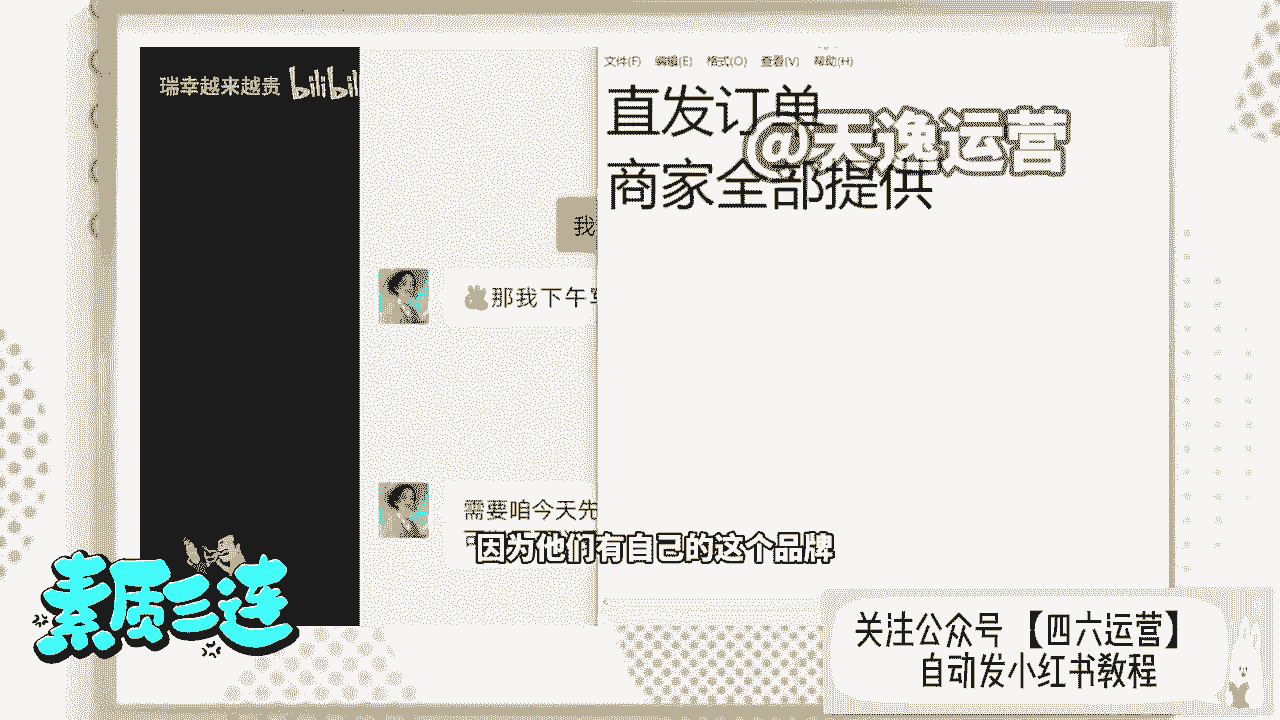 瑞幸越来越贵 bilibil
文件(F) 编辑(E) 格式(O) 查看(V) 帮助(H)
直发订单
@天逸运营
商家全部提供
我
那我下午
需要咱今天先
因为他们有自己的这个品牌
素质三连
关注公众号【四六运营】
自动发小红书教程